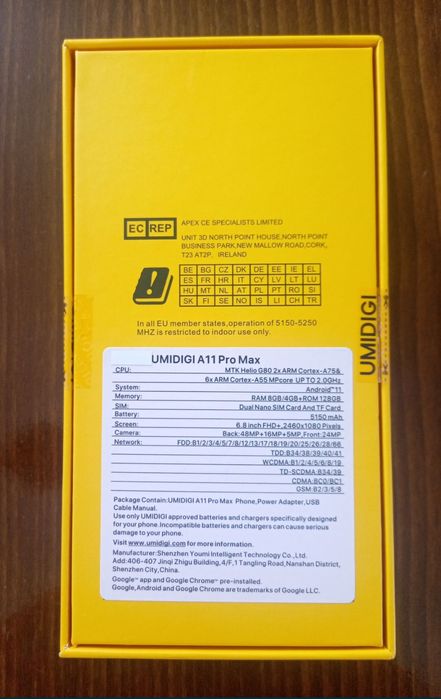 EC REP
APEX CE SPECIALISTS LIMITED
UNIT 3D NORTH POINT HOUSE,NORTH POINT
BUSINESS PARK,NEW MALLOW ROAD,CORK,
T23 AT2P, IRELAND
BE BG CZ DK DE EE IE EL
ES FR HR IT CY LV LT LU
HU MT NL AT PL PT RO SI
SK FI SE NO IS LI CH TR
In all EU member states,operation of 5150-5250
MHZ is restricted to indoor use only.
UMIDIGI
UMIDIGI A11 Pro Max
CPU: MTK Helio G80 2x ARM Cortex-A75&
6x ARM Cortex-A55 MPcore UP TO 2.0GHz
System: Android™11
Memory: RAM 8GB/4GB+ROM 128GB
SIM: Dual Nano SIM Card And TF Card
Battery: 5150 mAh
Screen: 6.8 inch FHD+,2460x1080 Pixels
Camera: Back:48MP+16MP+5MP,Front:24MP
Network: FDD:B1/2/3/4/5/7/8/12/13/17/18/19/20/25/26/28/66
TDD:B34/38/39/40/41
WCDMA:B1/2/4/5/6/8/19
TD-SCDMA:B34/39
CDMA:BC0/BC1
GSM:B2/3/5/8
Package Contain:UMIDIGI A11 Pro Max Phone,Power Adapter,USB
Cable Manual.
Use only UMIDIGI approved batteries and chargers specifically designed
for your phone.Incompatible batteries and chargers can cause serious
damage to your phone.
Visit www.umidigi.com for more information.
Manufacturer:Shenzhen Youmi Intelligent Technology Co.,Ltd.
Add:406-407 Jinqi Zhigu Building,4/F,1 Tangling Road,Nanshan District,
Shenzhen City,China.
Google™ app and Google Chrome™ pre-installed.
Google,Android and Google Chrome are trademarks of Google LLC.